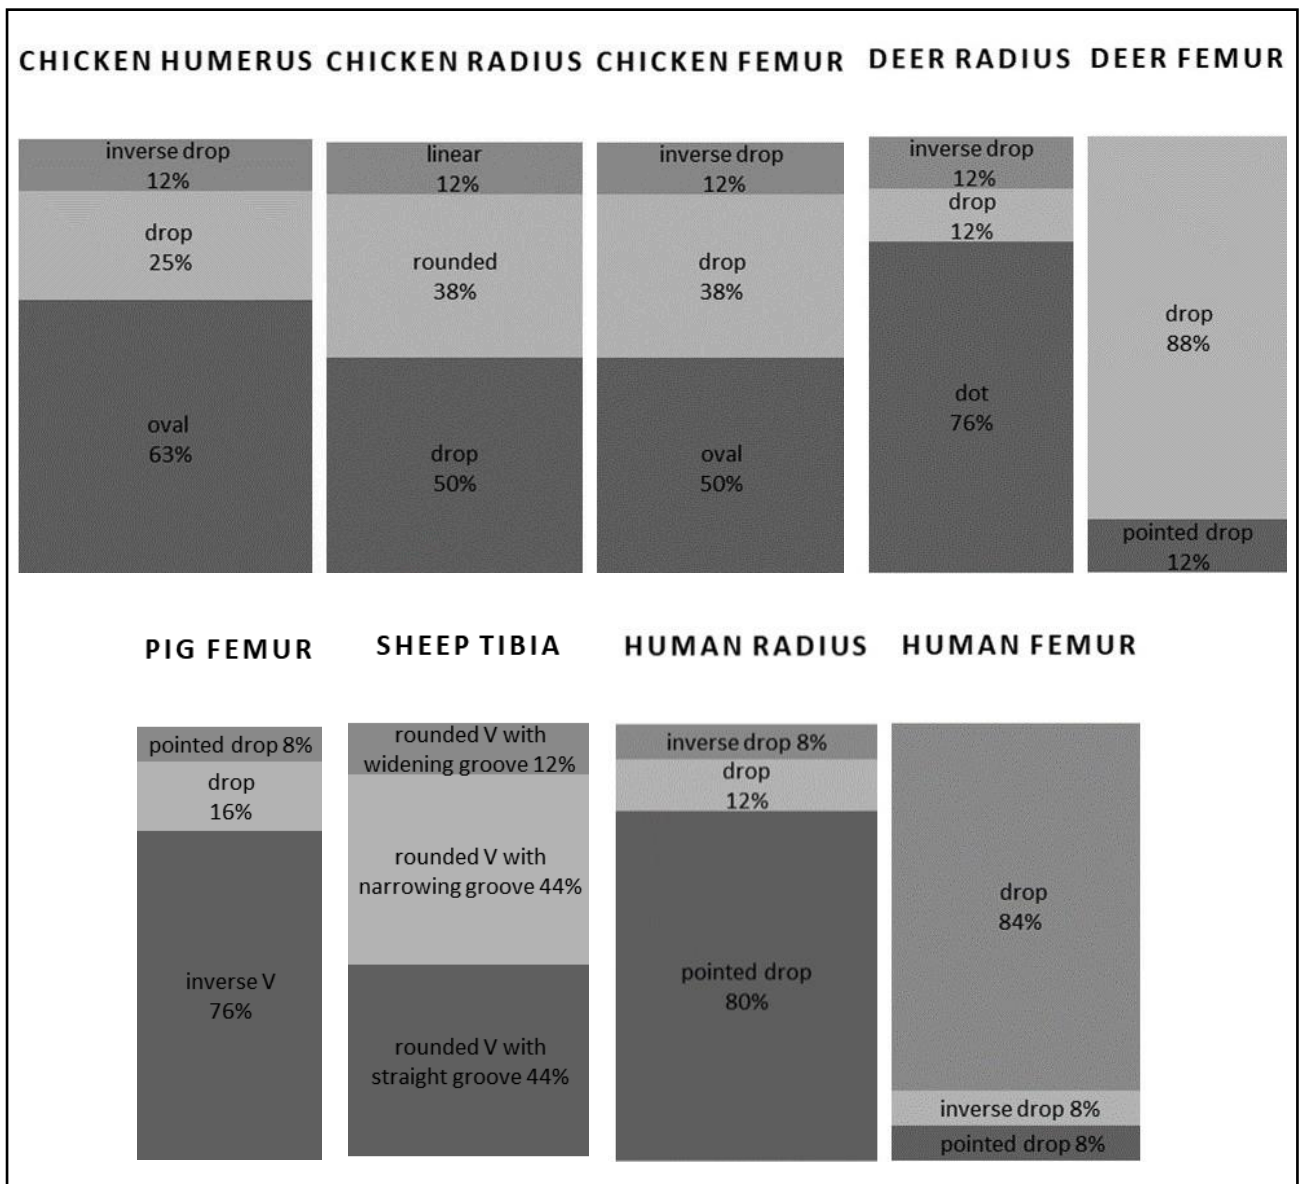 CHICKEN HUMERUS
inverse drop
12%
drop
25%
oval
63%
CHICKEN RADIUS
linear
12%
rounded
38%
drop
50%
CHICKEN FEMUR
inverse drop
12%
drop
38%
oval
50%
DEER RADIUS
inverse drop
12%
drop
12%
dot
76%
DEER FEMUR
drop
88%
pointed drop
12%
PIG FEMUR
pointed drop 8%
drop
16%
inverse V
76%
SHEEP TIBIA
rounded V with
widening groove 12%
rounded V with
narrowing groove 44%
rounded V with
straight groove 44%
HUMAN RADIUS
inverse drop 8%
drop
12%
pointed drop
80%
HUMAN FEMUR
drop
84%
inverse drop 8%
pointed drop 8%